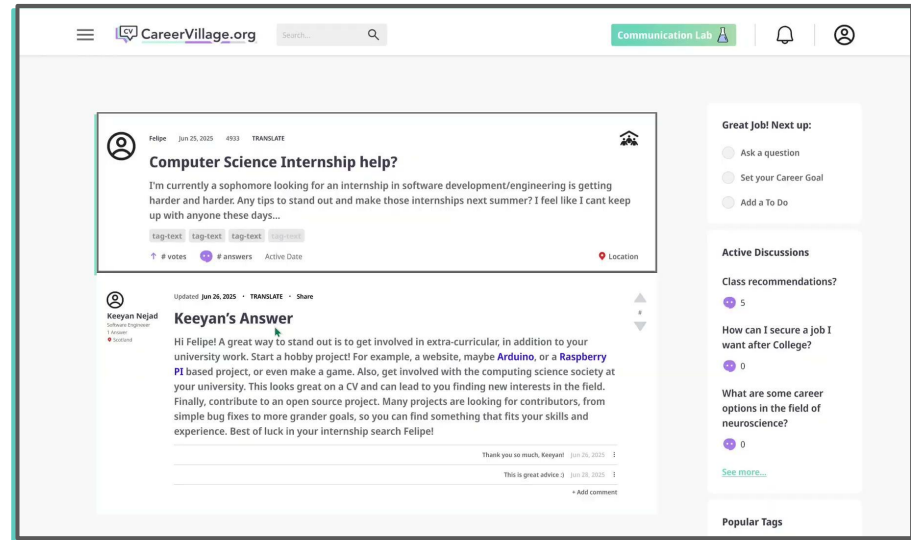 CV CareerVillage.org
Search...
Communication Lab
Felipe Jun 25, 2025 4933 TRANSLATE
Computer Science Internship help?
I'm currently a sophomore looking for an internship in software development/engineering is getting
harder and harder. Any tips to stand out and make those internships next summer? I feel like I cant keep
up with anyone these days...
tag-text tag-text tag-text tag-text
# votes # answers Active Date Location
Keeyan Nejad
Software Engineer
1 Answer
Scotland
Updated Jun 26, 2025 • TRANSLATE • Share
Keeyan's Answer
#
Hi Felipe! A great way to stand out is to get involved in extra-curricular, in addition to your
university work. Start a hobby project! For example, a website, maybe Arduino, or a Raspberry
PI based project, or even make a game. Also, get involved with the computing science society at
your university. This looks great on a CV and can lead to you finding new interests in the field.
Finally, contribute to an open source project. Many projects are looking for contributors, from
simple bug fixes to more grander goals, so you can find something that fits your skills and
experience. Best of luck in your internship search Felipe!
Thank you so much, Keeyan! Jun 26, 2025
This is great advice :) Jun 28, 2025
+ Add comment
Great Job! Next up:
Ask a question
Set your Career Goal
Add a To Do
Active Discussions
Class recommendations?
5
How can I secure a job I
want after College?
0
What are some career
options in the field of
neuroscience?
0
See more...
Popular Tags